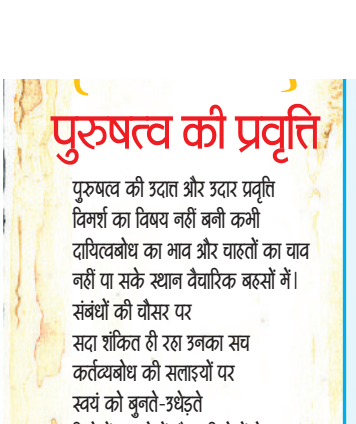 पुरुषत्व की प्रवृत्ति
पुरुषत्व की उदात्त और उदार प्रवृत्ति
विमर्श का विषय नहीं बनी कभी
दायित्वबोध का भाव और चाहतों का चाव
नहीं पा सके स्थान वैचारिक बहसों में।
संबंधों की चौसर पर
सदा शंकित ही रहा उनका सच
कर्तव्यबोध की सलाइयों पर
स्वयं को बुनते-उधेड़ते